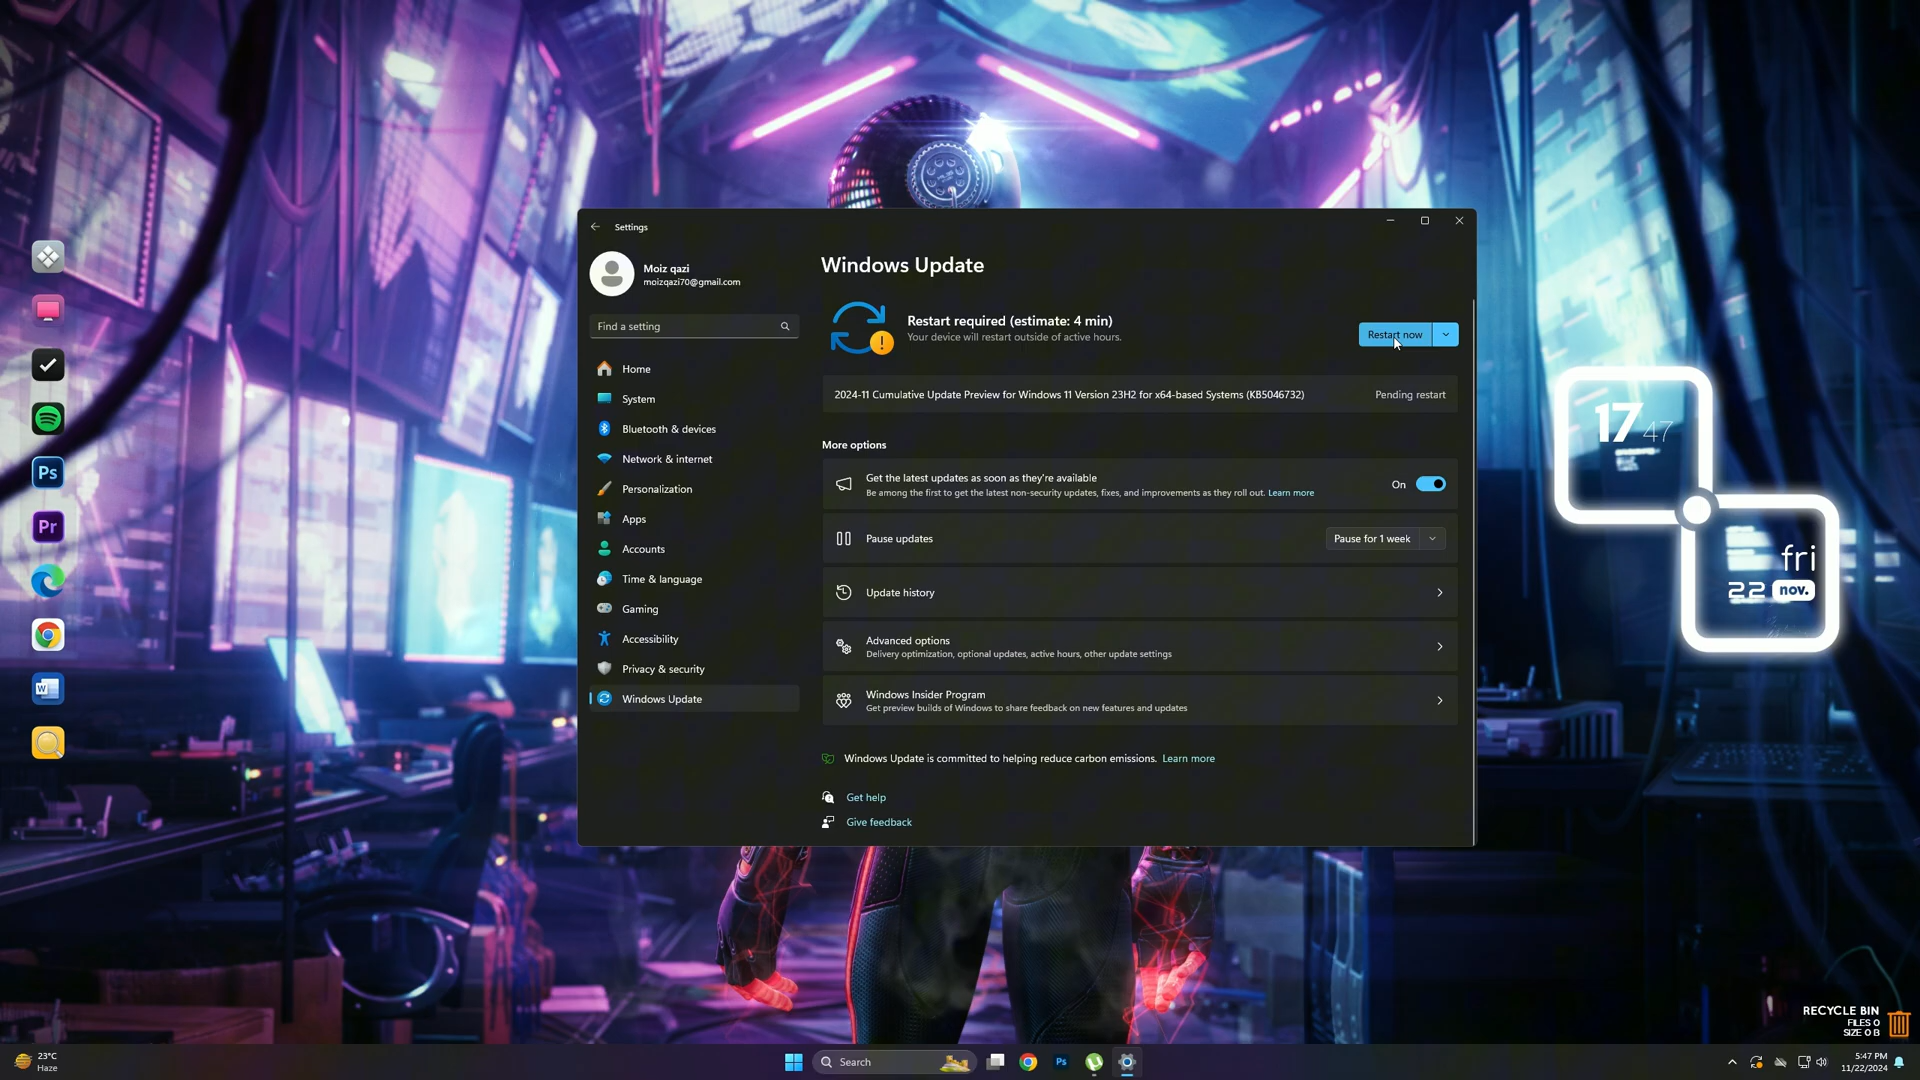 Settings
Moiz qazi
moizqazi70@gmail.com
Find a setting
Home
System
Bluetooth & devices
Network & internet
Personalization
Apps
Accounts
Time & language
Gaming
Accessibility
Privacy & security
Windows Update
Windows Update
Restart required (estimate: 4 min)
Your device will restart outside of active hours.
Restart now
2024-11 Cumulative Update Preview for Windows 11 Version 23H2 for x64-based Systems (KB5046732)
Pending restart
More options
Get the latest updates as soon as they're available
Be among the first to get the latest non-security updates, fixes, and improvements as they roll out. Learn more
On
Pause updates
Pause for 1 week
Update history
Advanced options
Delivery optimization, optional updates, active hours, other update settings
Windows Insider Program
Get preview builds of Windows to share feedback on new features and updates
Windows Update is committed to helping reduce carbon emissions. Learn more
Get help
Give feedback
Ps
Pr
W
17 47
fri
22 nov.
RECYCLE BIN
FILES 0
SIZE 0 B
23°C
Haze
Search
Ps
5:47 PM
11/22/2024